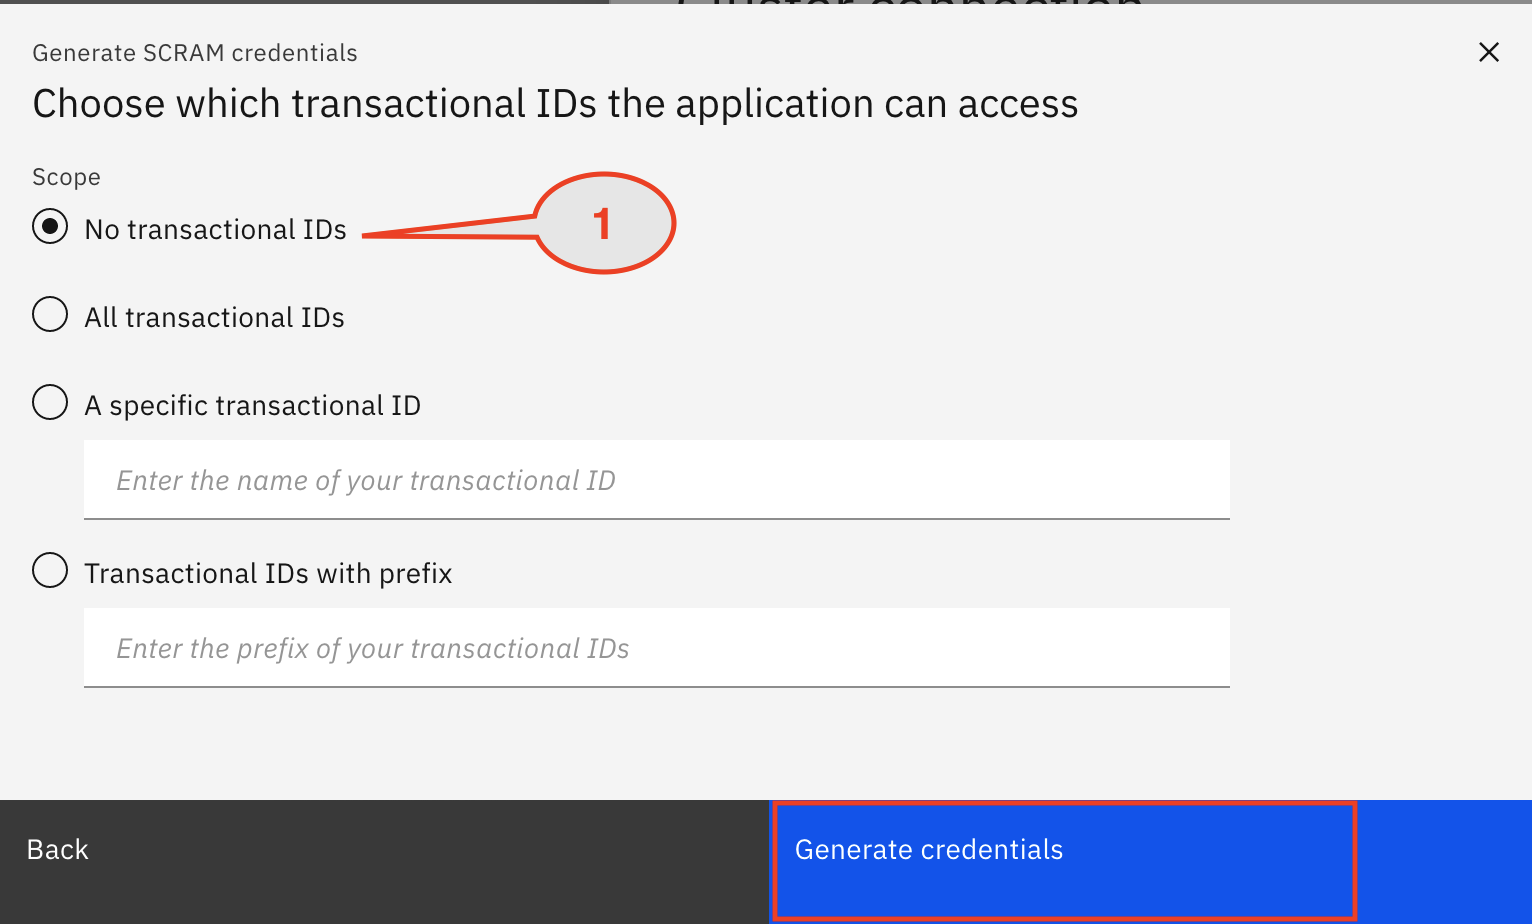 Cluster connection
Generate SCRAM credentials
Choose which transactional IDs the application can access
Scope
No transactional IDs
1
All transactional IDs
A specific transactional ID
Enter the name of your transactional ID
Transactional IDs with prefix
Enter the prefix of your transactional IDs
Back
Generate credentials